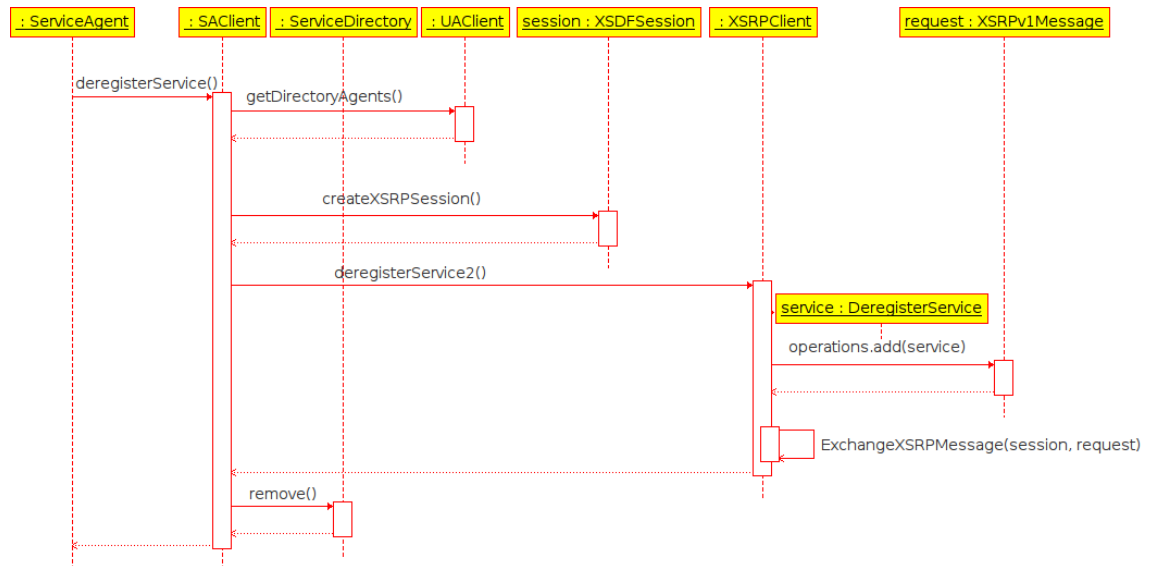 : ServiceAgent
: SAClient
: ServiceDirectory
: UAClient
session : XSDFSession
: XSRPClient
request : XSRPv1Message
deregisterService()
getDirectoryAgents()
createXSRPSession()
deregisterService2()
service : DeregisterService
operations.add(service)
ExchangeXSRPMessage(session, request)
remove()